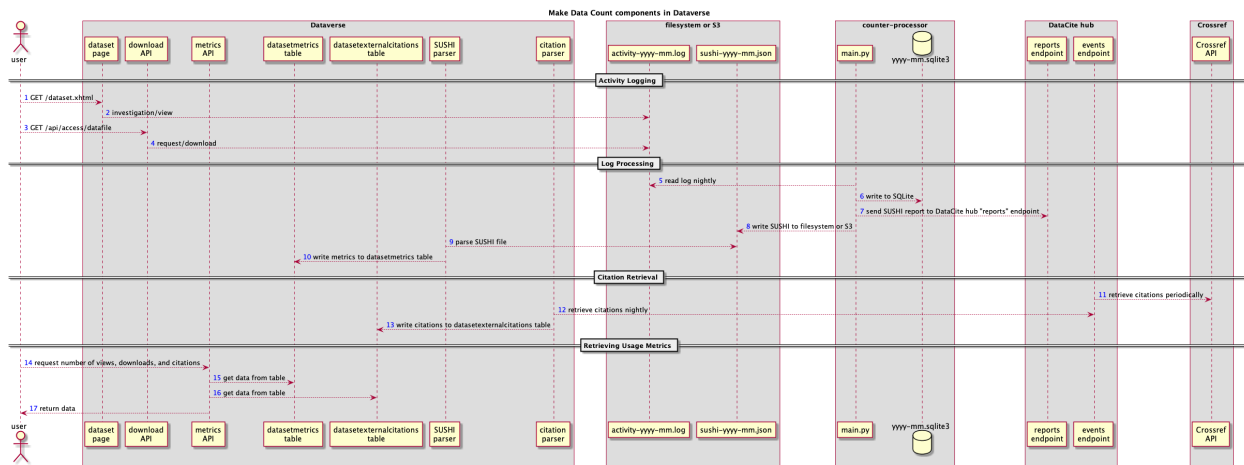 Make Data Count components in Dataverse
Dataverse
filesystem or S3
counter-processor
DataCite hub
Crossref
user
dataset
page
download
API
metrics
API
datasetmetrics
table
datasetexternalcitations
table
SUSHI
parser
citation
parser
activity-yyyy-mm.log
sushi-yyyy-mm.json
main.py
yyyy-mm.sqlite3
reports
endpoint
events
endpoint
Crossref
API
Activity Logging
1 GET /dataset.xhtml
2 investigation/view
3 GET /api/access/datafile
4 request/download
Log Processing
5 read log nightly
6 write to SQLite
7 send SUSHI report to DataCite hub "reports" endpoint
8 write SUSHI to filesystem or S3
9 parse SUSHI file
10 write metrics to datasetmetrics table
Citation Retrieval
11 retrieve citations periodically
12 retrieve citations nightly
13 write citations to datasetexternalcitations table
Retrieving Usage Metrics
14 request number of views, downloads, and citations
15 get data from table
16 get data from table
17 return data
user
dataset
page
download
API
metrics
API
datasetmetrics
table
datasetexternalcitations
table
SUSHI
parser
citation
parser
activity-yyyy-mm.log
sushi-yyyy-mm.json
main.py
yyyy-mm.sqlite3
reports
endpoint
events
endpoint
Crossref
API